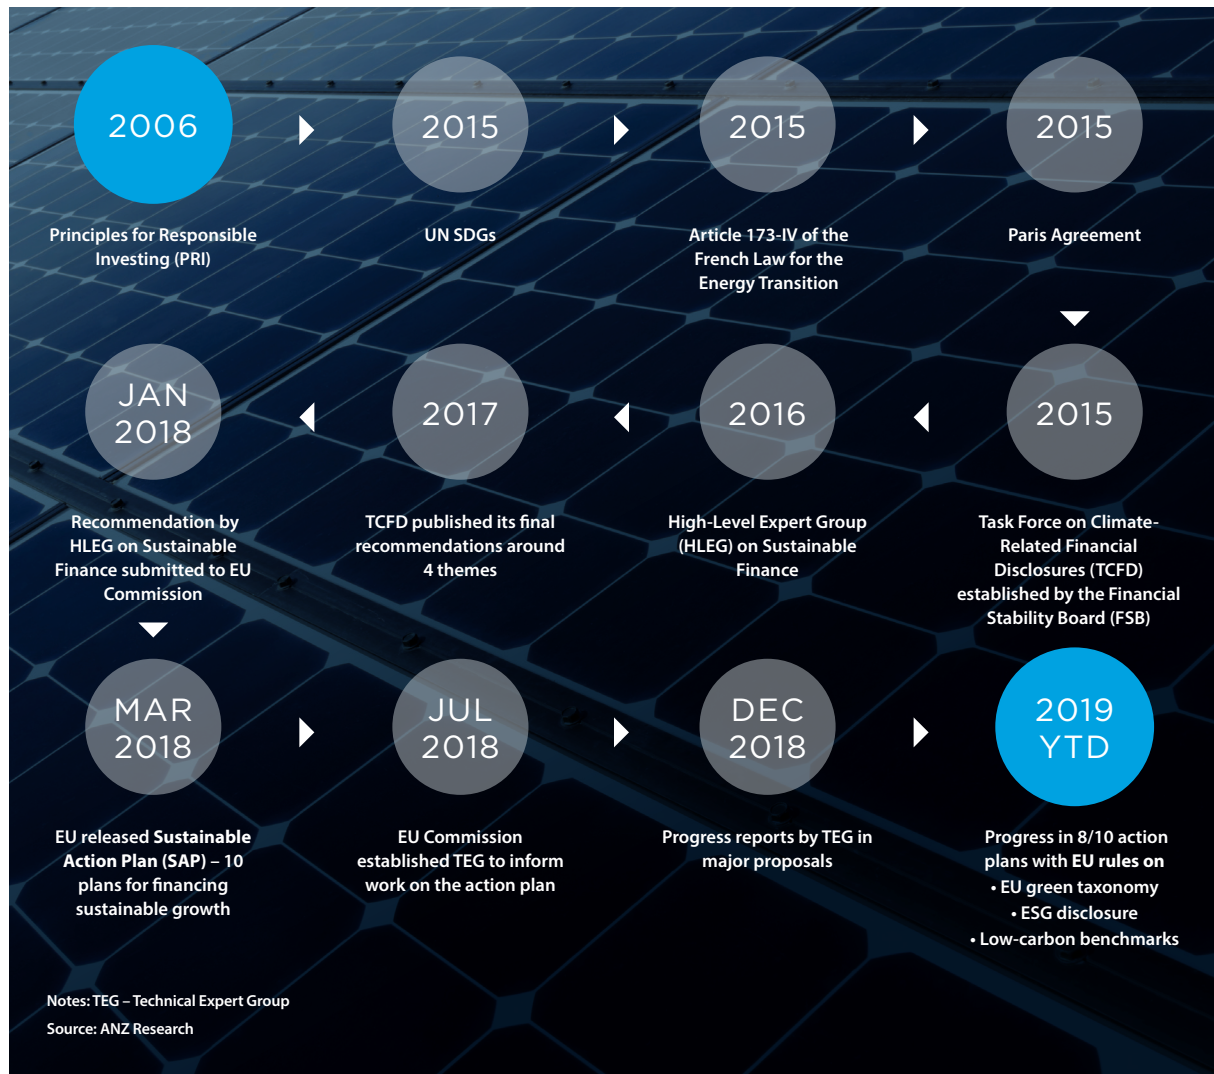 2006
Principles for Responsible
Investing (PRI)
2015
UN SDGs
2015
Article 173-IV of the
French Law for the
Energy Transition
2015
Paris Agreement
2015
Task Force on Climate-
Related Financial
Disclosures (TCFD)
established by the Financial
Stability Board (FSB)
2016
High-Level Expert Group
(HLEG) on Sustainable
Finance
2017
TCFD published its final
recommendations around
4 themes
JAN
2018
Recommendation by
HLEG on Sustainable
Finance submitted to EU
Commission
MAR
2018
EU released Sustainable
Action Plan (SAP) – 10
plans for financing
sustainable growth
JUL
2018
EU Commission
established TEG to inform
work on the action plan
DEC
2018
Progress reports by TEG in
major proposals
2019
YTD
Progress in 8/10 action
plans with EU rules on
• EU green taxonomy
• ESG disclosure
• Low-carbon benchmarks
Notes: TEG – Technical Expert Group
Source: ANZ Research